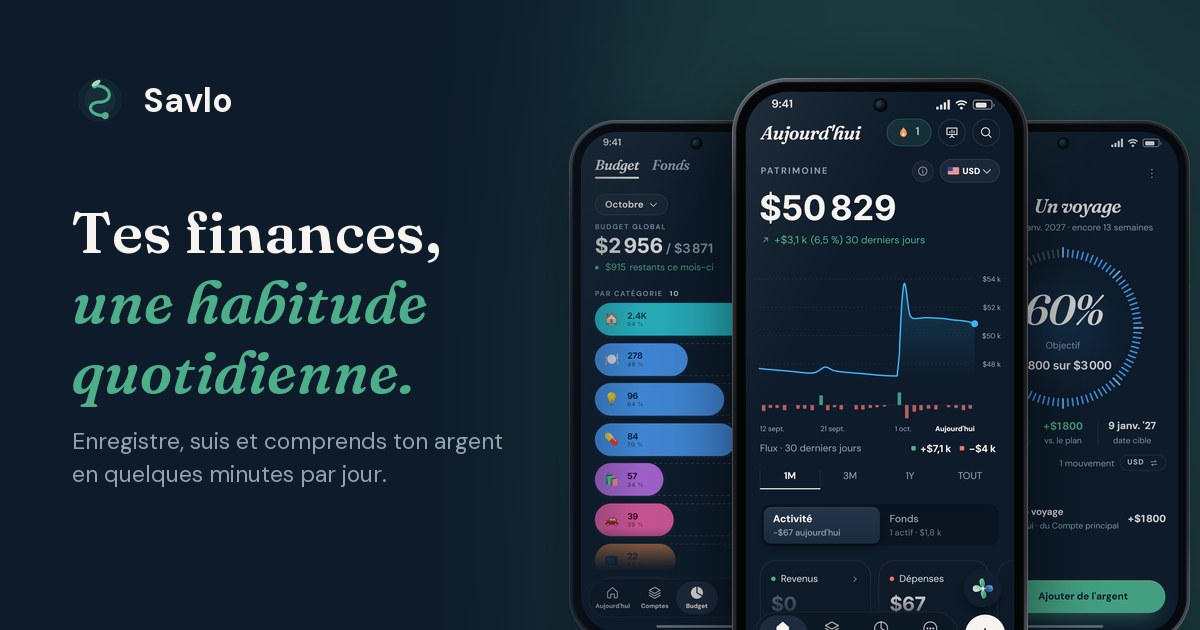 Savlo
Tes finances,
une habitude
quotidienne.
Enregistre, suis et comprends ton argent
en quelques minutes par jour.
9:41
Budget Fonds
Octobre
BUDGET GLOBAL
$2 956 / $3 871
$915 restants ce mois-ci
PAR CATÉGORIE 10
2.4K
278
96
84
57
39
22
Aujourd'hui Comptes Budget
9:41
Aujourd'hui
1
PATRIMOINE
USD
$50 829
+$3,1 k (6,5 %) 30 derniers jours
$54 k
$52 k
$50 k
$48 k
12 sept. 21 sept. 1 oct. Aujourd'hui
Flux · 30 derniers jours +$7,1 k −$4 k
1M 3M 1Y TOUT
Activité
−$67 aujourd'hui
Fonds
1 actif · $1,8 k
Revenus
$0
Dépenses
$67
Un voyage
2027 · encore 13 semaines
60%
Objectif
800 sur $3000
+$1800
vs. le plan
9 janv. '27
date cible
1 mouvement USD
voyage
du Compte principal
+$1800
Ajouter de l'argent